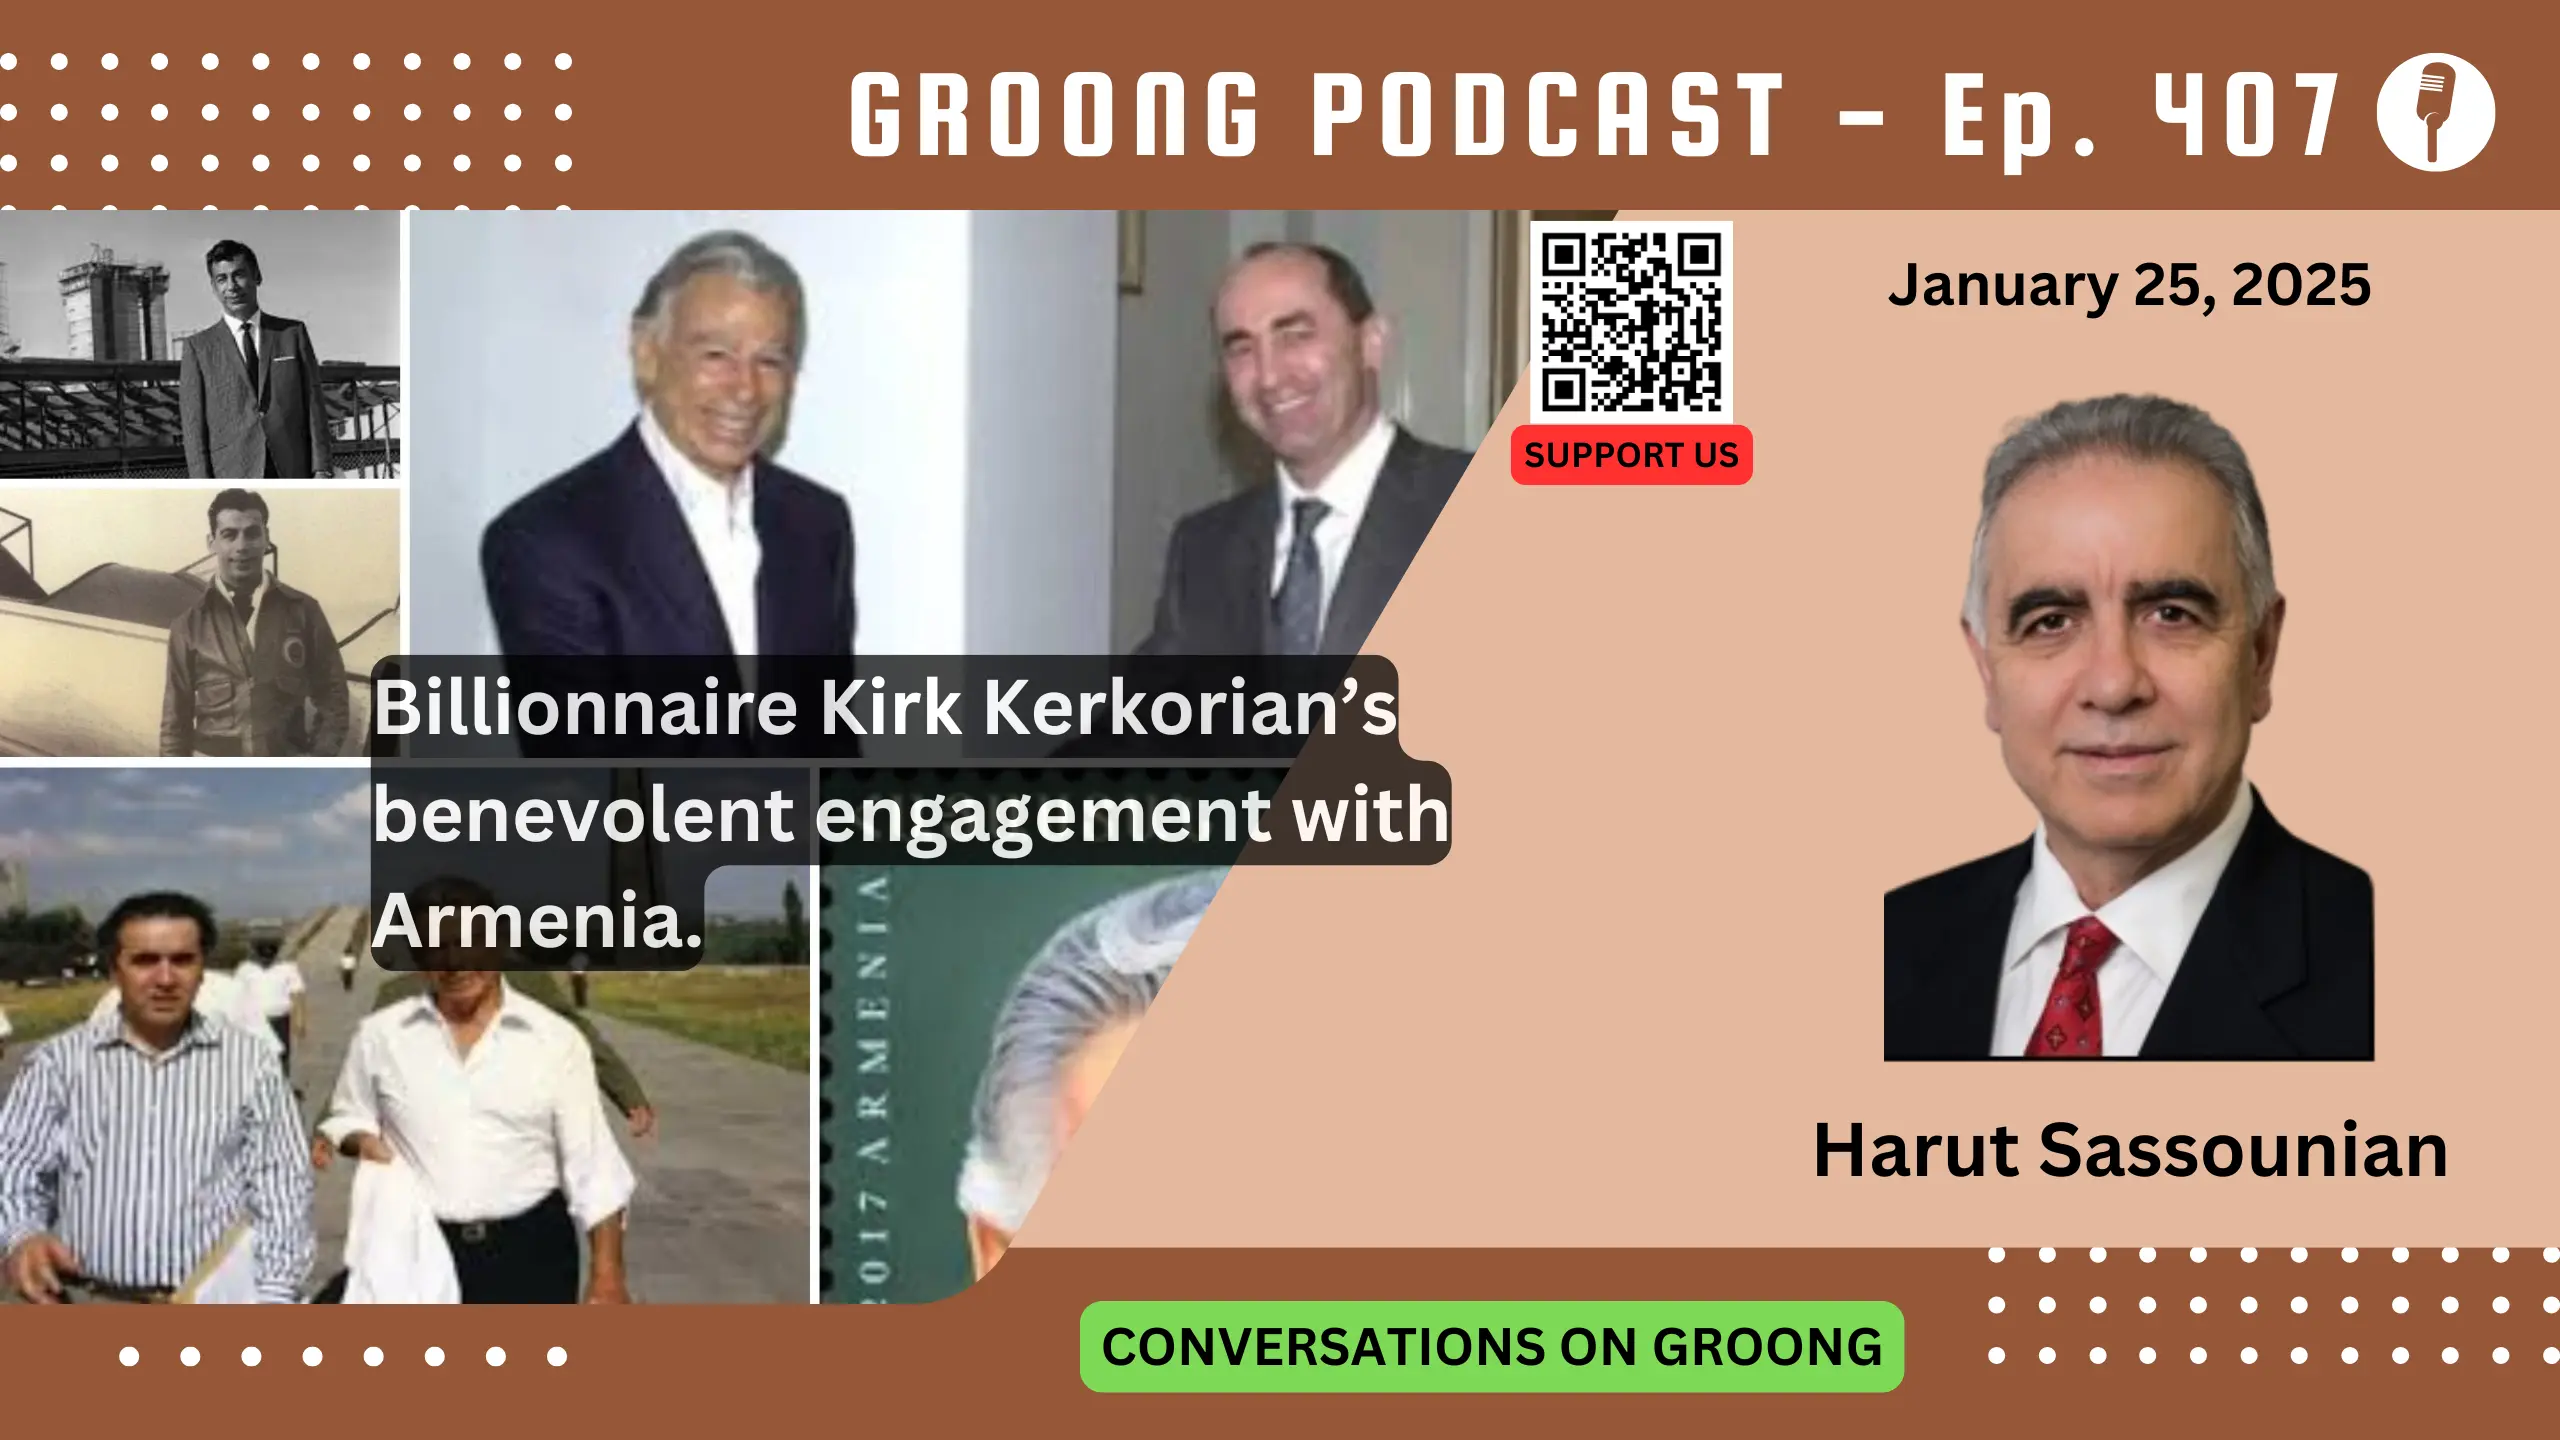 GROONG PODCAST - Ep. 407
January 25, 2025
SUPPORT US
Billionnaire Kirk Kerkorian’s
benevolent engagement with
Armenia.
2017 ARMENIA
Harut Sassounian
CONVERSATIONS ON GROONG